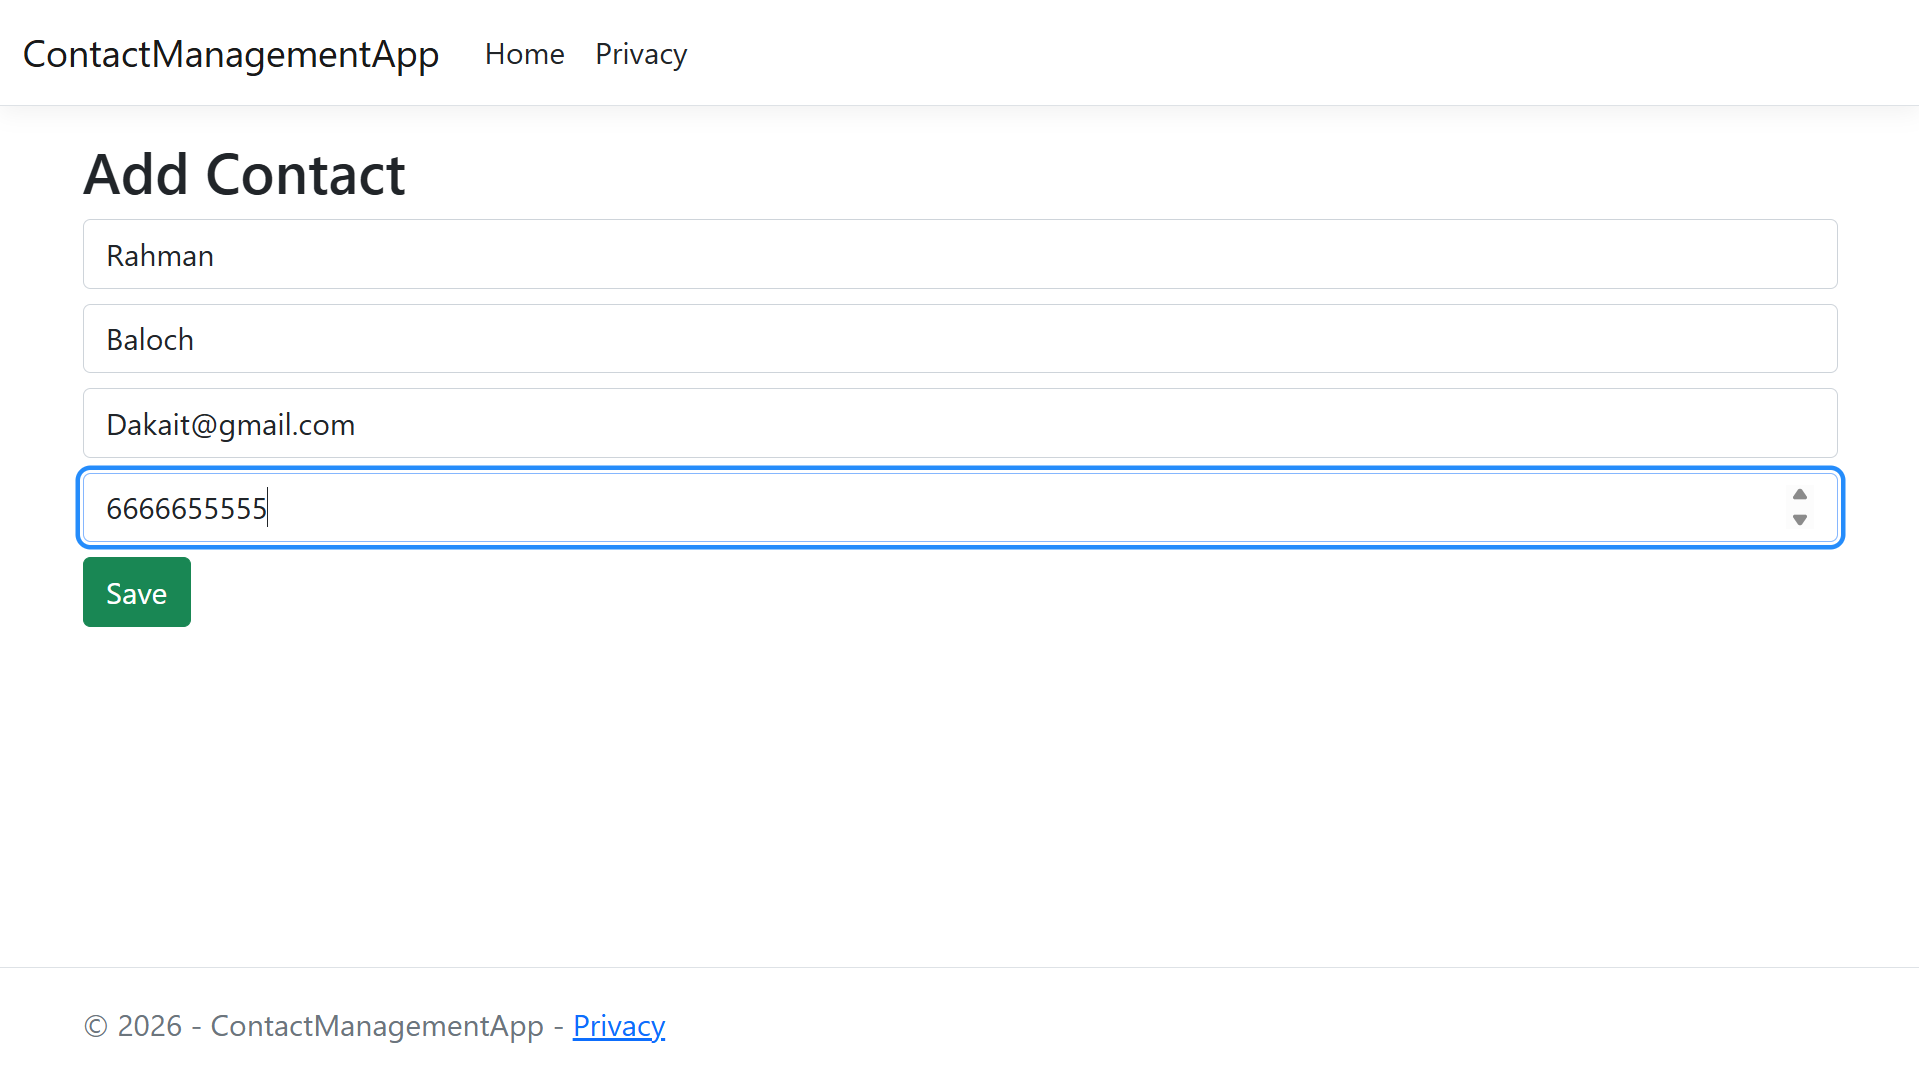 ContactManagementApp Home Privacy
Add Contact
Rahman
Baloch
Dakait@gmail.com
6666655555
Save
© 2026 - ContactManagementApp - Privacy